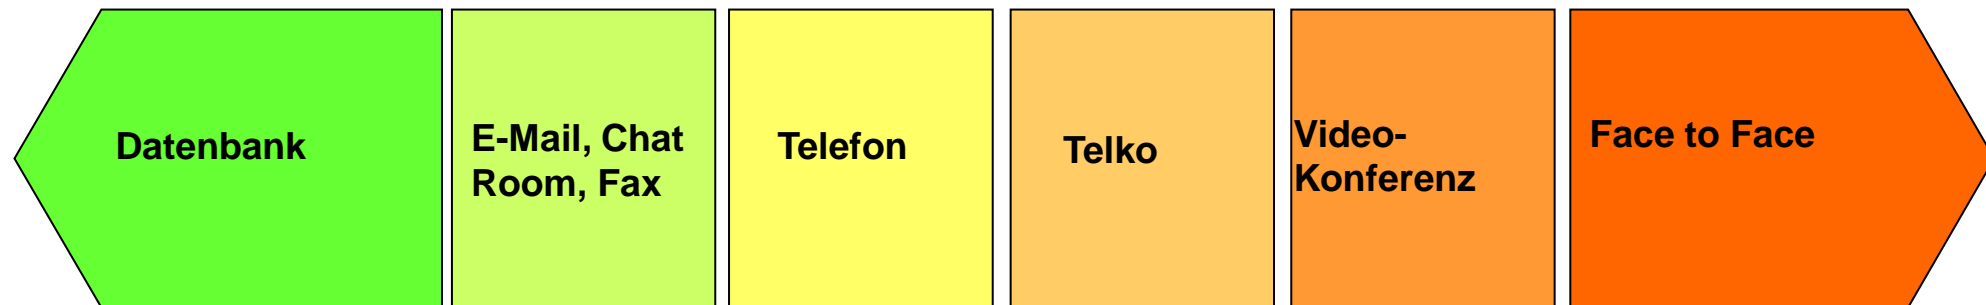 Datenbank
E-Mail, Chat
Room, Fax
Telefon
Telko
Video-
Konferenz
Face to Face